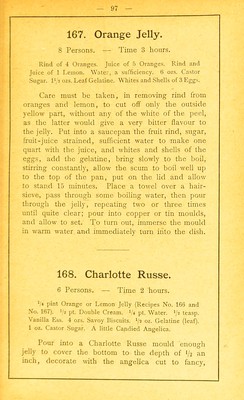 — 97 —
167. Orange Jelly.
8 Persons. — Time 3 hours.
Rind of 4 Oranges. Juice of 5 Oranges. Rind and
Juice of 1 Lemon. Water, a sufficiency. 6 ozs. Castor
Sugar. 1½ ozs. Leaf Gelatine. Whites and Shells of 3 Eggs.
Care must be taken, in removing rind from
oranges and lemon, to cut off only the outside
yellow part, without any of the white of the peel,
as the latter would give a very bitter flavour to
the jelly. Put into a saucepan the fruit rind, sugar,
fruit-juice strained, sufficient water to make one
quart with the juice, and whites and shells of the
eggs, add the gelatine, bring slowly to the boil,
stirring constantly, allow the scum to boil well up
to the top of the pan, put on the lid and allow
to stand 15 minutes. Place a towel over a hair-
sieve, pass through some boiling water, then pour
through the jelly, repeating two or three times
until quite clear; pour into copper or tin moulds,
and allow to set. To turn out, immerse the mould
in warm water and immediately turn into the dish.
168. Charlotte Russe.
6 Persons. — Time 2 hours.
¼ pint Orange or Lemon Jelly (Recipes No. 166 and
No. 167). ½ pt. Double Cream. ¼ pt. Water. ½ teasp.
Vanilla Ess. 4 ozs. Savoy Biscuits. ½ oz. Gelatine (leaf).
1 oz. Castor Sugar. A little Candied Angelica.
Pour into a Charlotte Russe mould enough
jelly to cover the bottom to the depth of ½ an
inch, decorate with the angelica cut to fancy,